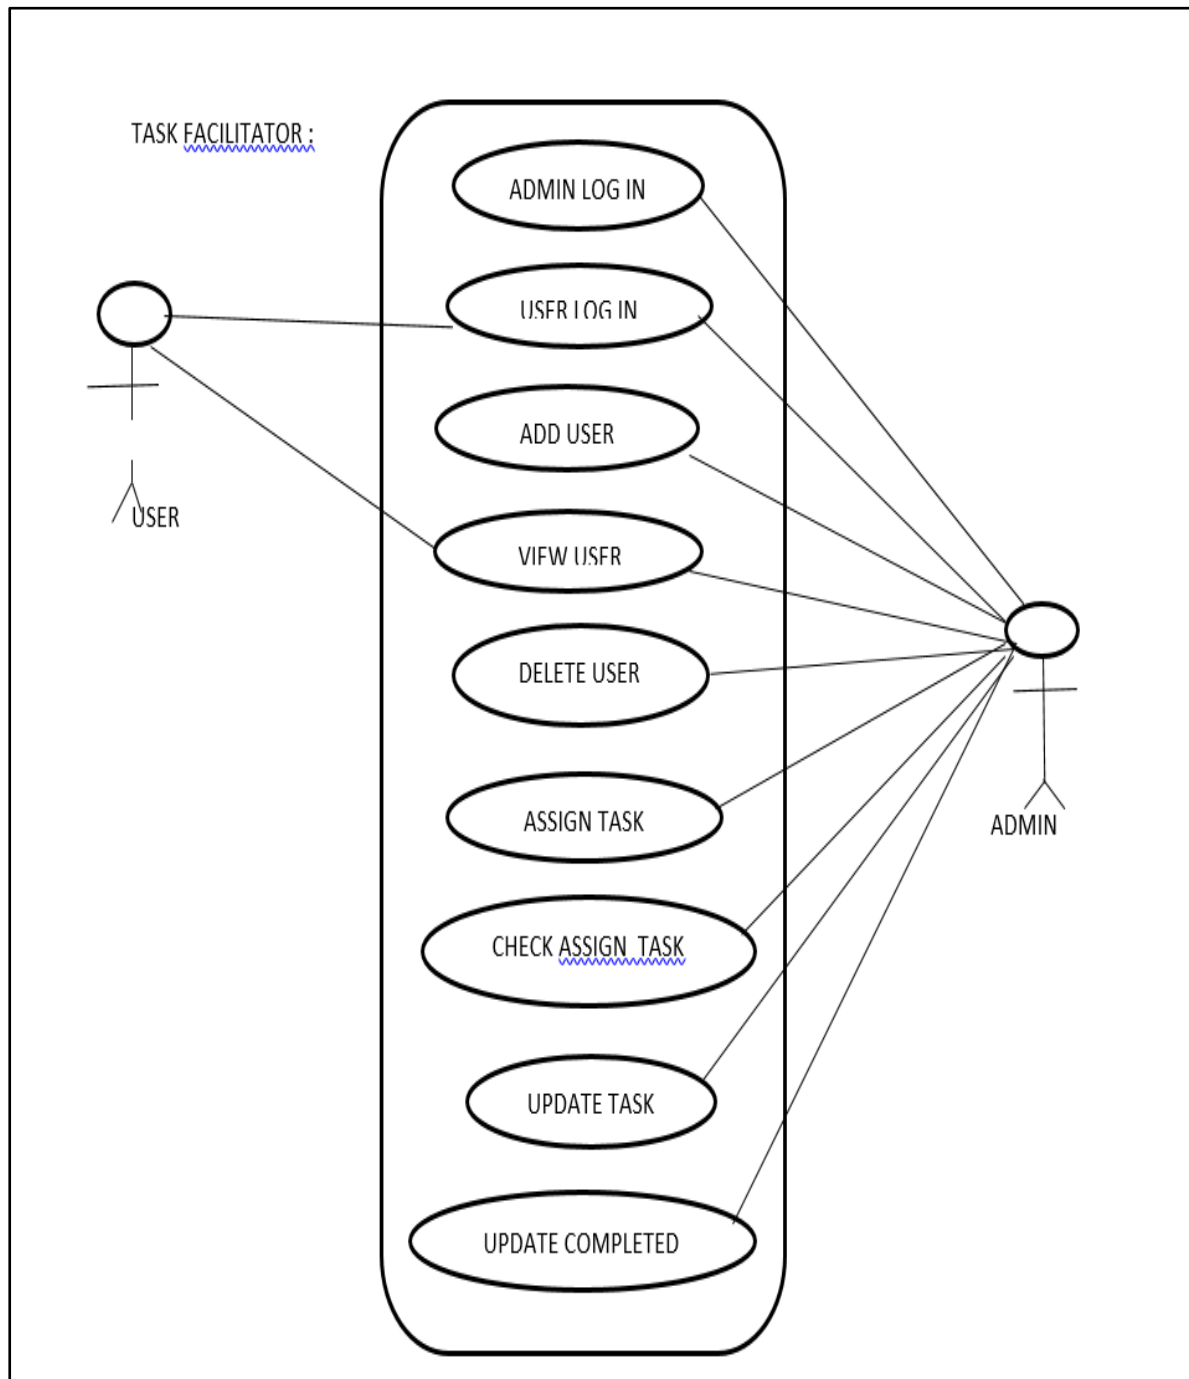 TASK FACILITATOR :
ADMIN LOG IN
USER LOG IN
ADD USER
USER
VIEW USER
DELETE USER
ASSIGN TASK
ADMIN
CHECK ASSIGN  TASK
UPDATE TASK
UPDATE COMPLETED